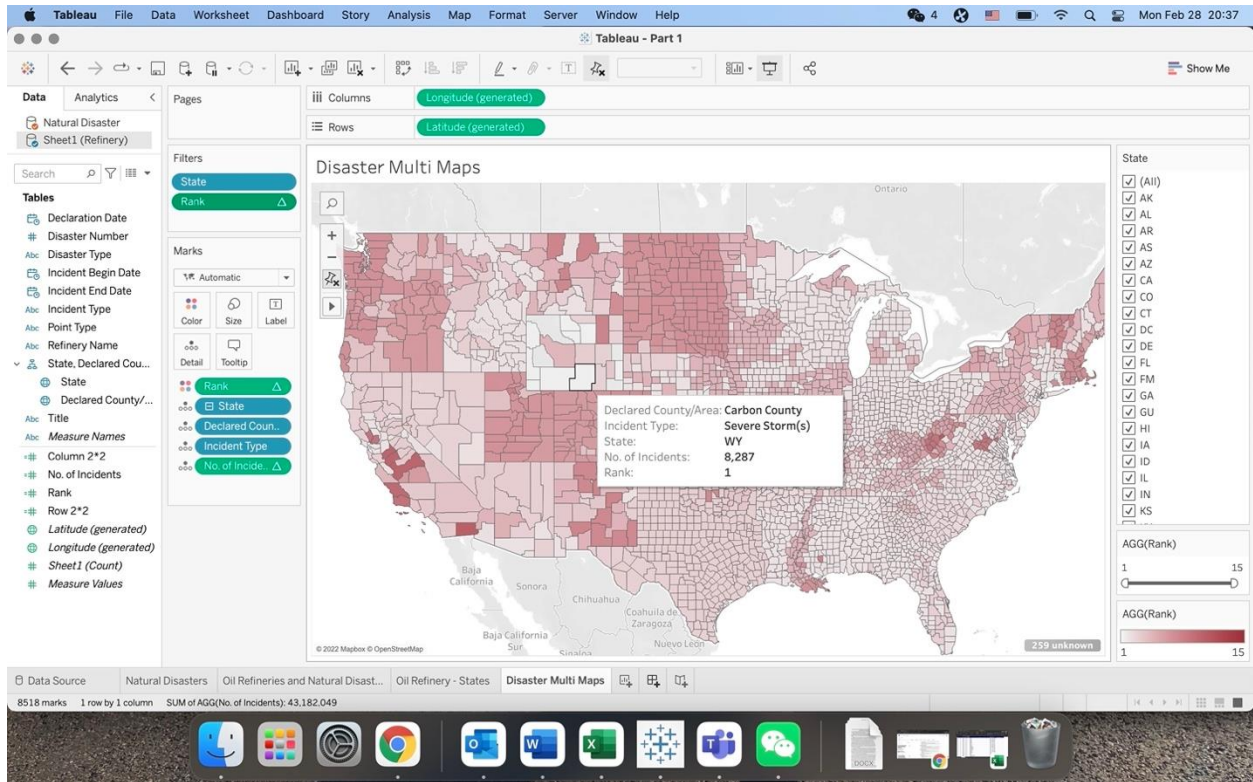 Tableau File Data Worksheet Dashboard Story Analysis Map Format Server Window Help 4 Mon Feb 28 20:37
Tableau - Part 1
Show Me
Data Analytics
Natural Disaster
Sheet1 (Refinery)
Search
Tables
Declaration Date
# Disaster Number
Abc Disaster Type
Incident Begin Date
Incident End Date
Abc Incident Type
Abc Point Type
Abc Refinery Name
State, Declared Cou...
State
Declared County/...
Abc Title
Abc Measure Names
=# Column 2*2
=# No. of Incidents
=# Rank
=# Row 2*2
Latitude (generated)
Longitude (generated)
# Sheet1 (Count)
# Measure Values
Pages
Filters
State
Rank
Marks
Automatic
Color Size Label
Detail Tooltip
Rank
State
Declared Coun..
Incident Type
No. of Incide..
Columns Longitude (generated)
Rows Latitude (generated)
Disaster Multi Maps
Ontario
Declared County/Area: Carbon County
Incident Type: Severe Storm(s)
State: WY
No. of Incidents: 8,287
Rank: 1
Baja
California
Sonora
Chihuahua
Coahuila de
Zaragoza
Baja California
Sur
Sinaloa
Nuevo León
© 2022 Mapbox © OpenStreetMap
259 unknown
State
(All)
AK
AL
AR
AS
AZ
CA
CO
CT
DC
DE
FL
FM
GA
GU
HI
IA
ID
IL
IN
KS
AGG(Rank)
1 15
AGG(Rank)
1 15
Data Source Natural Disasters Oil Refineries and Natural Disast... Oil Refinery - States Disaster Multi Maps
8518 marks 1 row by 1 column SUM of AGG(No. of Incidents): 43,182,049
DOCX